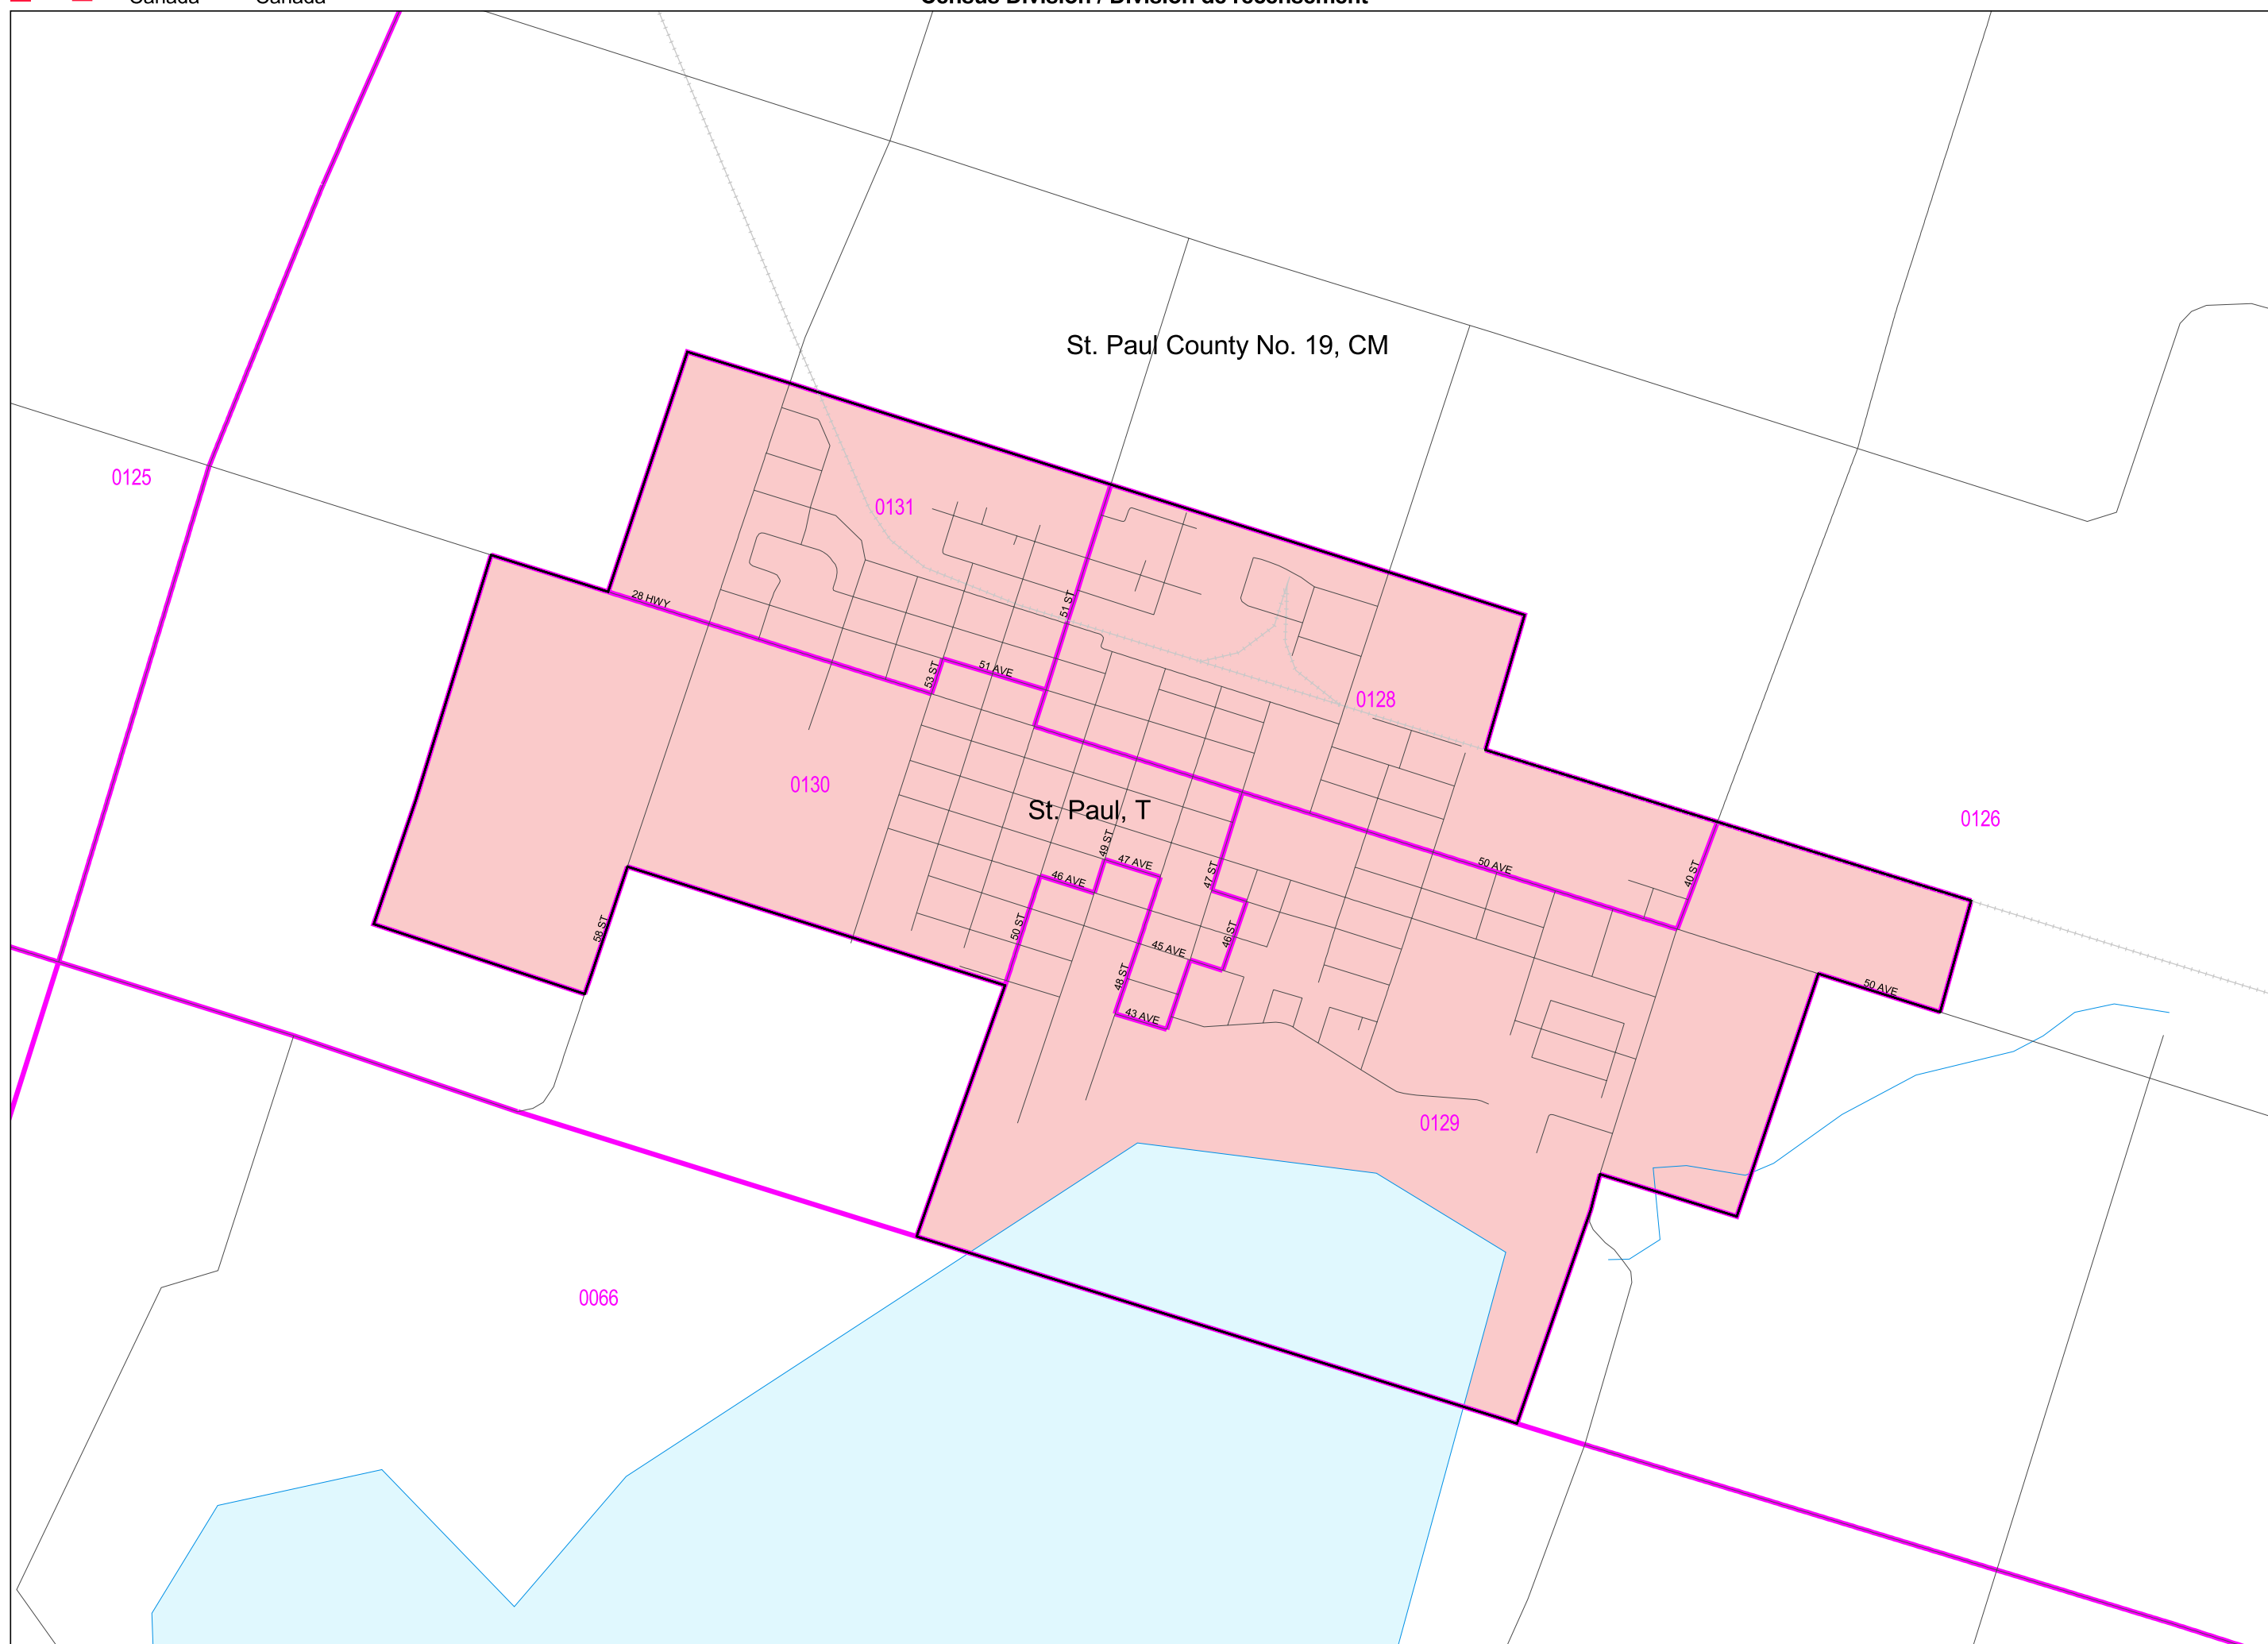 Canada Canada
Census Division / Division de recensement
St. Paul County No. 19, CM
0125
0131
28 HWY
51 ST
53 ST
51 AVE
0128
0130
St. Paul, T
0126
49 ST
47 AVE
46 AVE
47 ST
50 AVE
40 ST
50 ST
58 ST
45 AVE
46 ST
48 ST
50 AVE
43 AVE
0129
0066